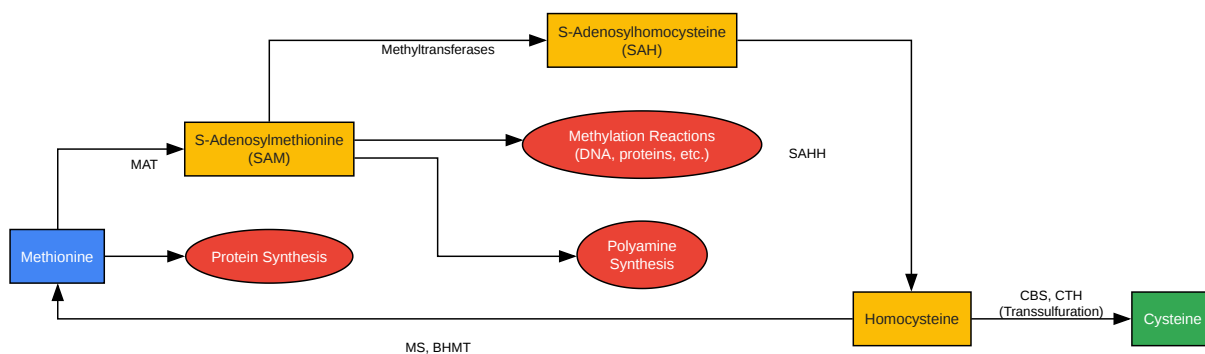 S-Adenosylhomocysteine
(SAH)
Methyltransferases
S-Adenosylmethionine
(SAM)
Methylation Reactions
(DNA, proteins, etc.)
SAHH
MAT
Methionine
Protein Synthesis
Polyamine
Synthesis
CBS, CTH
(Transsulfuration)
Homocysteine
Cysteine
MS, BHMT